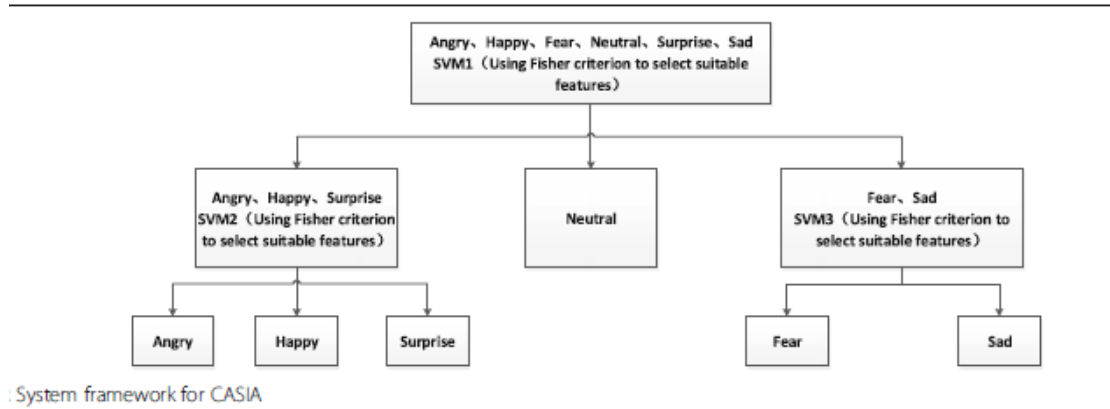 Angry、Happy、Fear、Neutral、Surprise、Sad
SVM1（Using Fisher criterion to select suitable
features）
Angry、Happy、Surprise
SVM2（Using Fisher criterion
to select suitable features）
Neutral
Fear、Sad
SVM3（Using Fisher criterion to
select suitable features）
Angry
Happy
Surprise
Fear
Sad
: System framework for CASIA